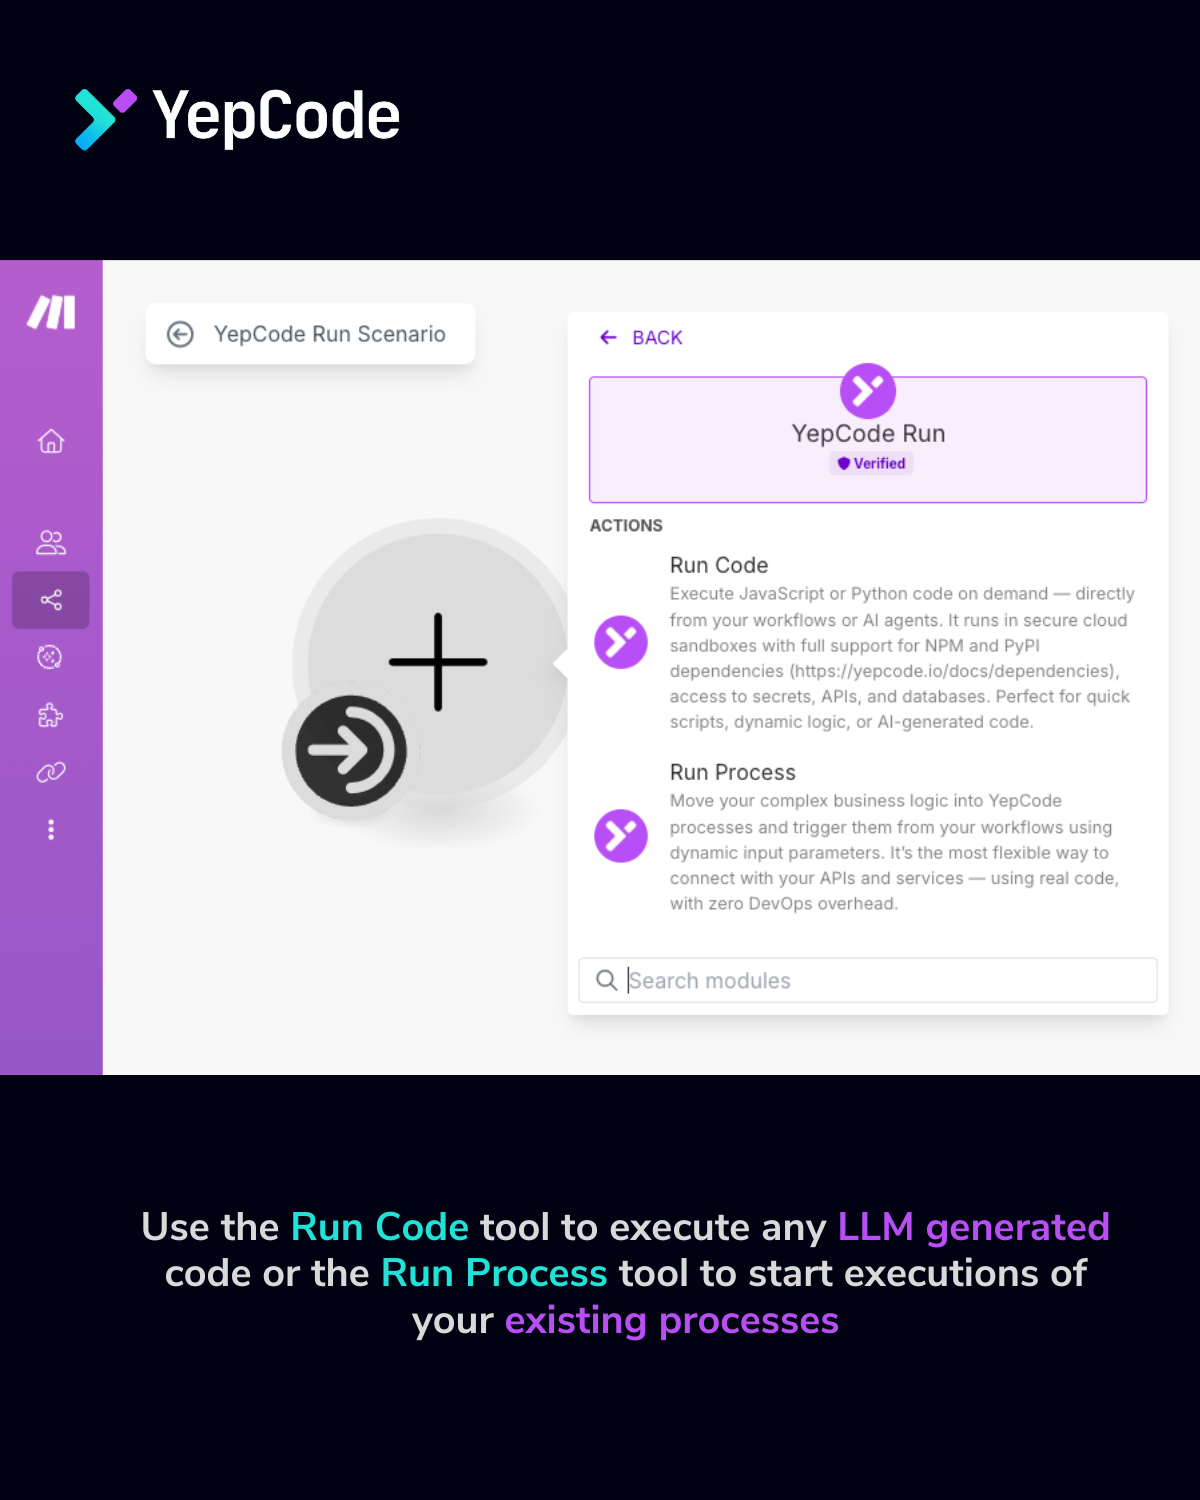 YepCode
YepCode Run Scenario
BACK
YepCode Run
Verified
ACTIONS
Run Code
Execute JavaScript or Python code on demand — directly
from your workflows or AI agents. It runs in secure cloud
sandboxes with full support for NPM and PyPI
dependencies (https://yepcode.io/docs/dependencies),
access to secrets, APIs, and databases. Perfect for quick
scripts, dynamic logic, or AI-generated code.
Run Process
Move your complex business logic into YepCode
processes and trigger them from your workflows using
dynamic input parameters. It’s the most flexible way to
connect with your APIs and services — using real code,
with zero DevOps overhead.
Search modules
Use the Run Code tool to execute any LLM generated
code or the Run Process tool to start executions of
your existing processes